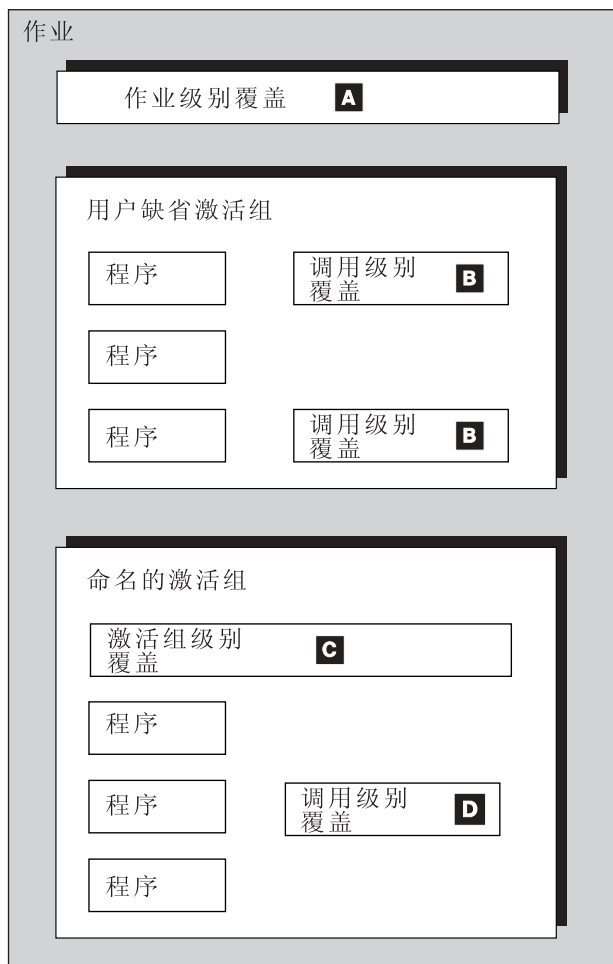 作业
作业级别覆盖 A
用户缺省激活组
程序
调用级别
覆盖 B
程序
程序
调用级别
覆盖 B
命名的激活组
激活组级别
覆盖 C
程序
程序
调用级别
覆盖 D
程序